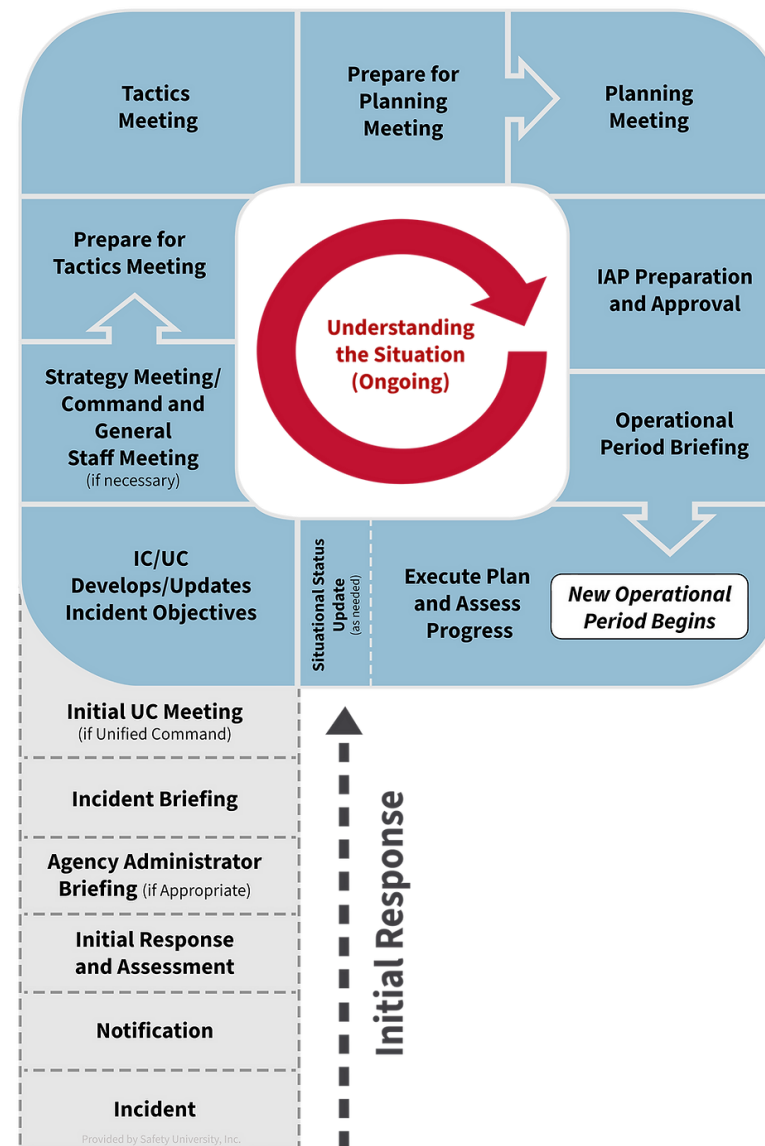 Tactics
Meeting
Prepare for
Planning
Meeting
Planning
Meeting
Prepare for
Tactics Meeting
Understanding
the Situation
(Ongoing)
IAP Preparation
and Approval
Strategy Meeting/
Command and
General
Staff Meeting
(if necessary)
Operational
Period Briefing
IC/UC
Develops/Updates
Incident Objectives
Situational Status
Update
(as needed)
Execute Plan
and Assess
Progress
New Operational
Period Begins
Initial UC Meeting
(if Unified Command)
Incident Briefing
Agency Administrator
Briefing (if Appropriate)
Initial Response
and Assessment
Notification
Incident
Initial Response
Provided by Safety University, Inc.